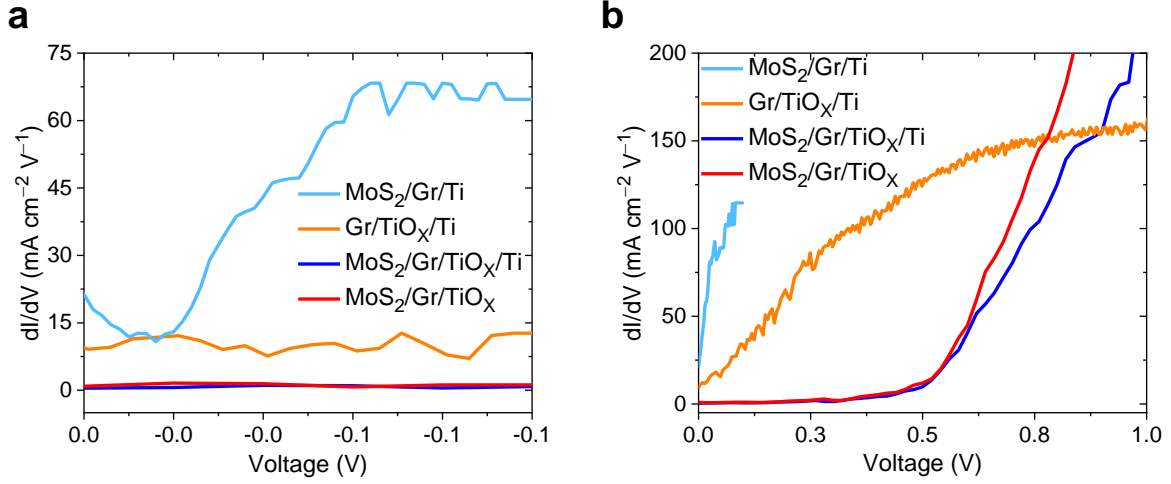 a
75
60
45
30
15
0
dI/dV (mA cm⁻² V⁻¹)
MoS₂/Gr/Ti
Gr/TiOₓ/Ti
MoS₂/Gr/TiOₓ/Ti
MoS₂/Gr/TiOₓ
0.0 -0.0 -0.0 -0.1 -0.1 -0.1
Voltage (V)
b
200
150
100
50
0
dI/dV (mA cm⁻² V⁻¹)
MoS₂/Gr/Ti
Gr/TiOₓ/Ti
MoS₂/Gr/TiOₓ/Ti
MoS₂/Gr/TiOₓ
0.0 0.3 0.5 0.8 1.0
Voltage (V)